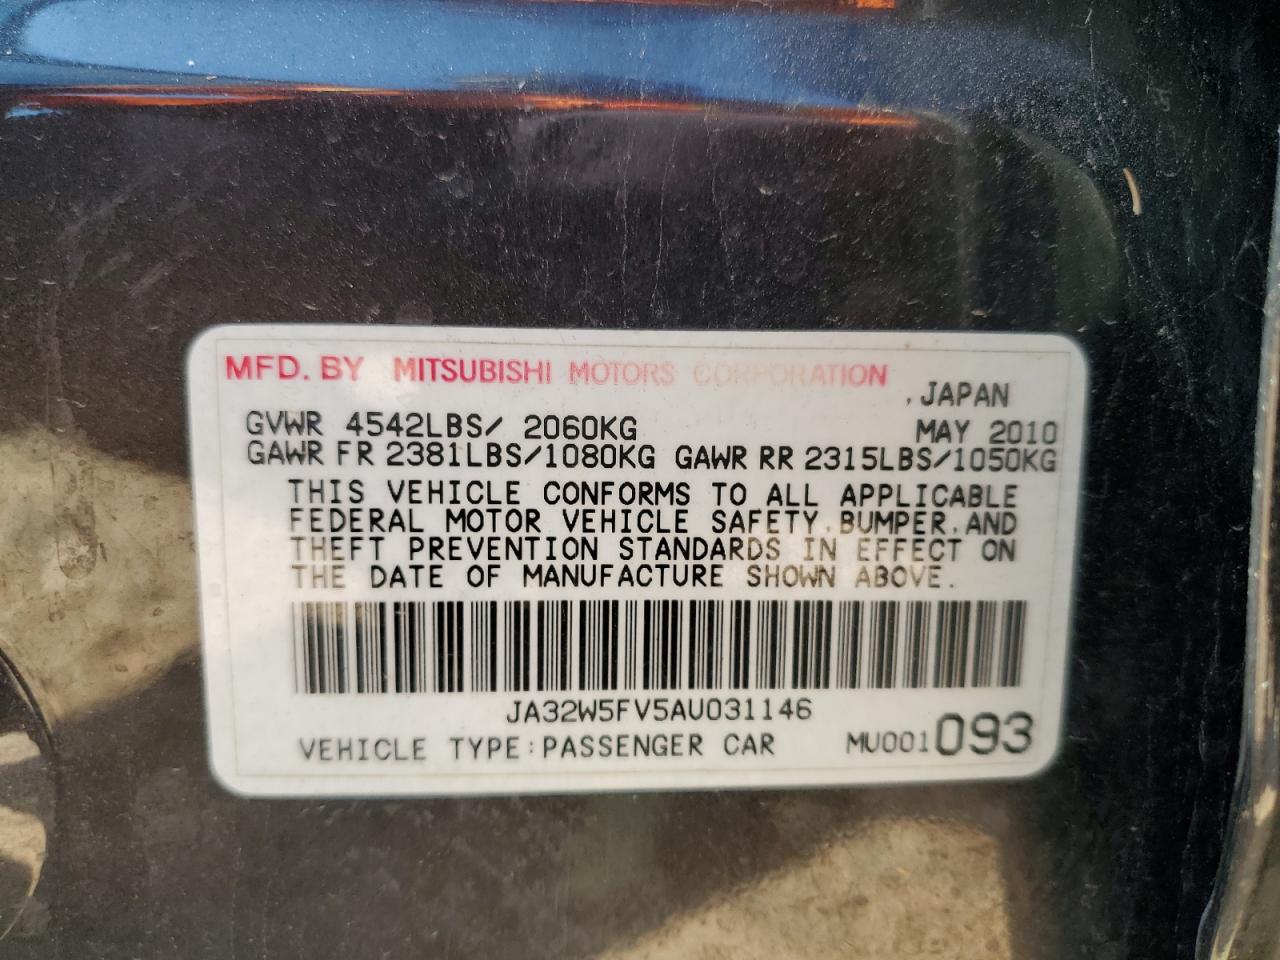 MFD. BY MITSUBISHI MOTORS CORPORATION
, JAPAN
GVWR 4542LBS/ 2060KG MAY 2010
GAWR FR 2381LBS/1080KG GAWR RR 2315LBS/1050KG
THIS VEHICLE CONFORMS TO ALL APPLICABLE
FEDERAL MOTOR VEHICLE SAFETY, BUMPER, AND
THEFT PREVENTION STANDARDS IN EFFECT ON
THE DATE OF MANUFACTURE SHOWN ABOVE.
JA32W5FV5AU031146
VEHICLE TYPE:PASSENGER CAR MU001093